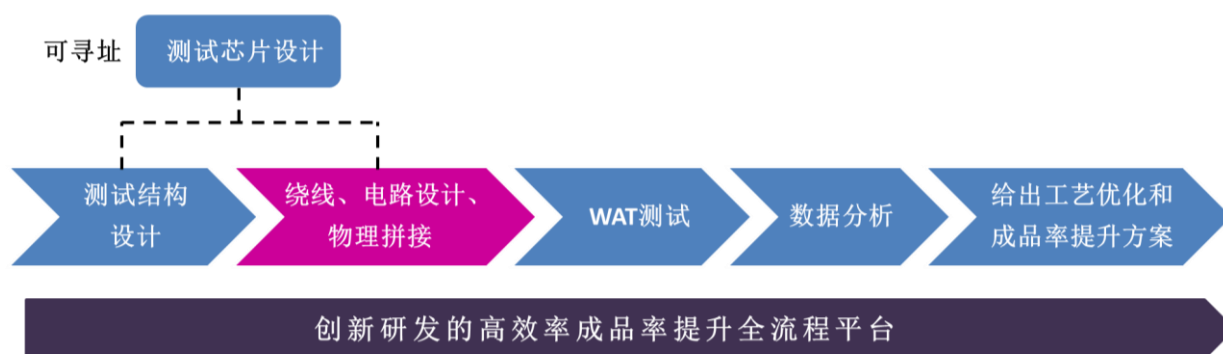 可寻址
测试芯片设计
测试结构
设计
绕线、电路设计、
物理拼接
WAT测试
数据分析
给出工艺优化和
成品率提升方案
创新研发的高效率成品率提升全流程平台